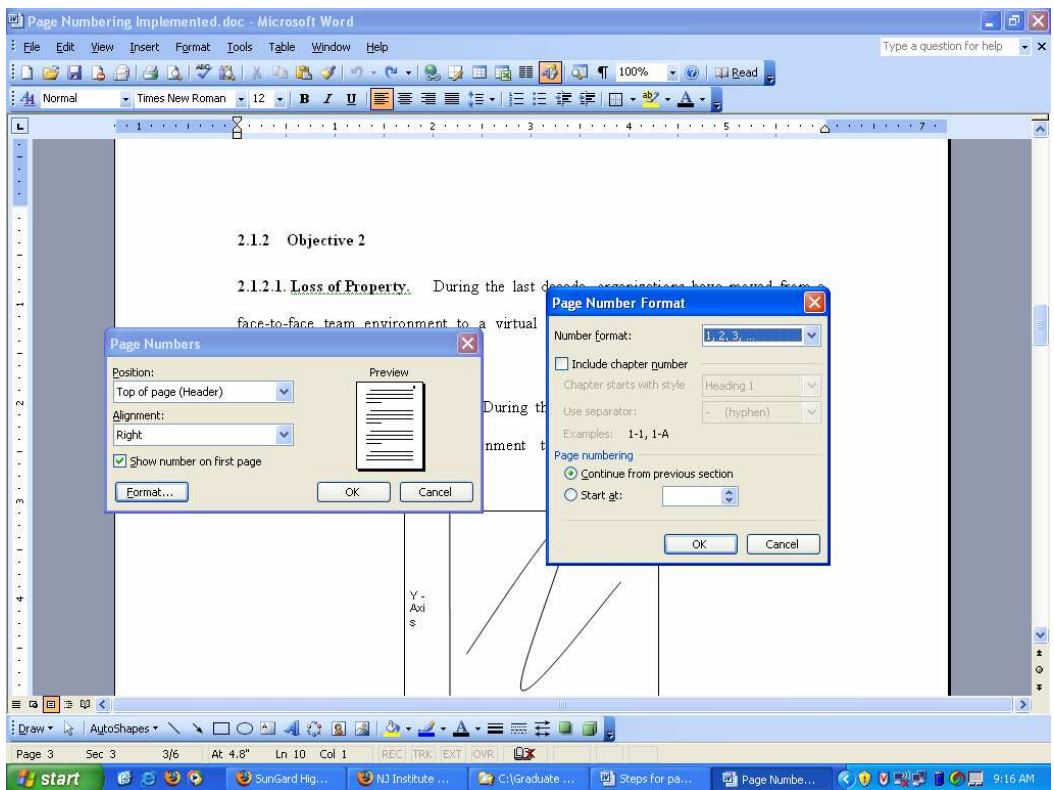 Page Numbering Implemented.doc - Microsoft Word
File Edit View Insert Format Tools Table Window Help Type a question for help
100% Read
Normal Times New Roman 12 B I U
1 1 2 3 4 5 7
2.1.2 Objective 2
2.1.2.1. Loss of Property. During the last decade, organizations have moved from a
face-to-face team environment to a virtual
During th
nment t
Page Numbers
Position:
Top of page (Header)
Alignment:
Right
Show number on first page
Format...
Preview
OK Cancel
Page Number Format
Number format: 1, 2, 3, ...
Include chapter number
Chapter starts with style Heading 1
Use separator: - (hyphen)
Examples: 1-1, 1-A
Page numbering
Continue from previous section
Start at:
OK Cancel
Y -
Axi
s
Draw AutoShapes
Page 3 Sec 3 3/6 At 4.8" Ln 10 Col 1 REC TRK EXT OVR
start SunGard Hig... NJ Institute ... C:\Graduate ... Steps for pa... Page Numbe... 9:16 AM